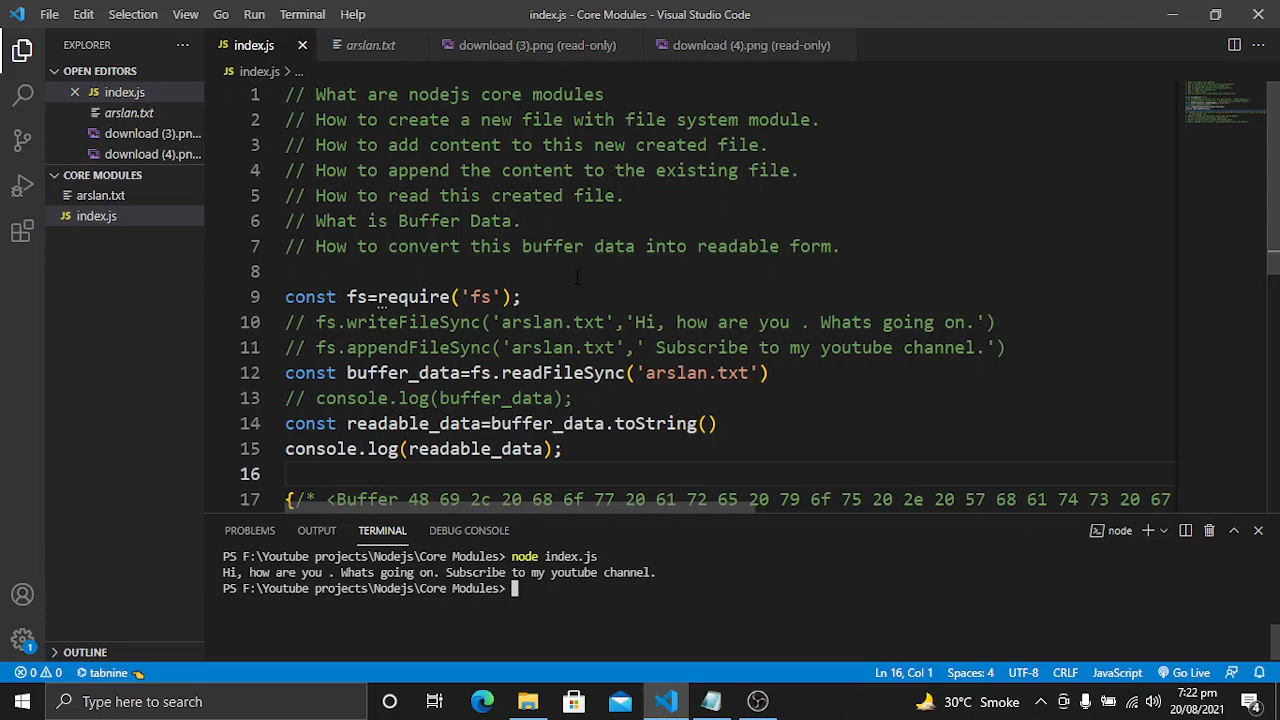 File Edit Selection View Go Run Terminal Help
index.js - Core Modules - Visual Studio Code
EXPLORER
index.js
arslan.txt
download (3).png (read-only)
download (4).png (read-only)
OPEN EDITORS
index.js
arslan.txt
download (3).pn...
download (4).pn...
CORE MODULES
arslan.txt
index.js
OUTLINE
index.js > ...
1 // What are nodejs core modules
2 // How to create a new file with file system module.
3 // How to add content to this new created file.
4 // How to append the content to the existing file.
5 // How to read this created file.
6 // What is Buffer Data.
7 // How to convert this buffer data into readable form.
8
9 const fs=require('fs');
10 // fs.writeFileSync('arslan.txt','Hi, how are you . Whats going on.')
11 // fs.appendFileSync('arslan.txt',' Subscribe to my youtube channel.')
12 const buffer_data=fs.readFileSync('arslan.txt')
13 // console.log(buffer_data);
14 const readable_data=buffer_data.toString()
15 console.log(readable_data);
16
17 {/* <Buffer 48 69 2c 20 68 6f 77 20 61 72 65 20 79 6f 75 20 2e 20 57 68 61 74 73 20 67
PROBLEMS OUTPUT TERMINAL DEBUG CONSOLE
node
PS F:\Youtube projects\Nodejs\Core Modules> node index.js
Hi, how are you . Whats going on. Subscribe to my youtube channel.
PS F:\Youtube projects\Nodejs\Core Modules>
1
0 0 tabnine
Ln 16, Col 1 Spaces: 4 UTF-8 CRLF JavaScript Go Live
Type here to search
30°C Smoke
7:22 pm
20/08/2021
4